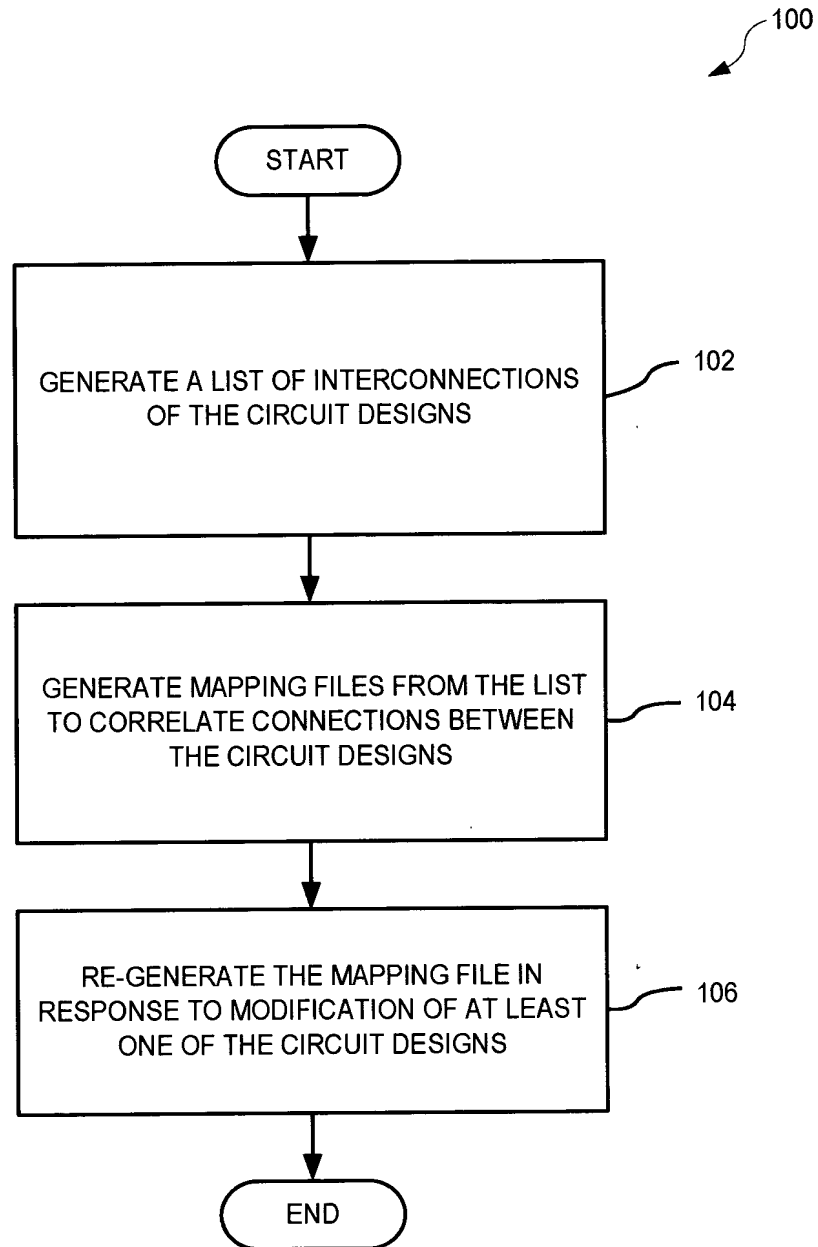 100
START
GENERATE A LIST OF INTERCONNECTIONS
OF THE CIRCUIT DESIGNS
102
GENERATE MAPPING FILES FROM THE LIST
TO CORRELATE CONNECTIONS BETWEEN
THE CIRCUIT DESIGNS
104
RE-GENERATE THE MAPPING FILE IN
RESPONSE TO MODIFICATION OF AT LEAST
ONE OF THE CIRCUIT DESIGNS
106
END